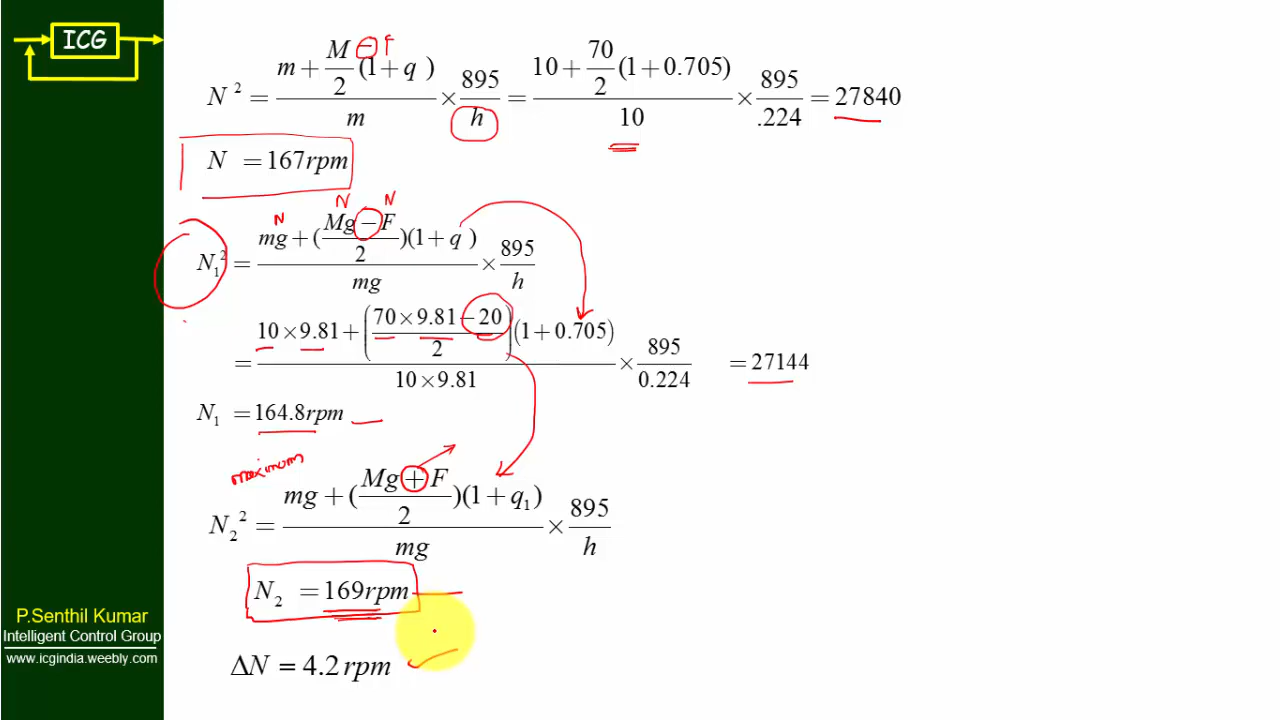 ICG
N² = (m + M/2 (1 + q)) / m × 895/h = (10 + 70/2 (1 + 0.705)) / 10 × 895/.224 = 27840
− F
N = 167rpm
N N N
N₁² = (mg + ((Mg − F)/2)(1 + q)) / mg × 895/h
= (10 × 9.81 + ((70 × 9.81 − 20)/2)(1 + 0.705)) / (10 × 9.81) × 895/0.224 = 27144
N₁ = 164.8rpm
maximum
N₂² = (mg + ((Mg + F)/2)(1 + q₁)) / mg × 895/h
N₂ = 169rpm
ΔN = 4.2 rpm
P.Senthil Kumar
Intelligent Control Group
www.icgindia.weebly.com